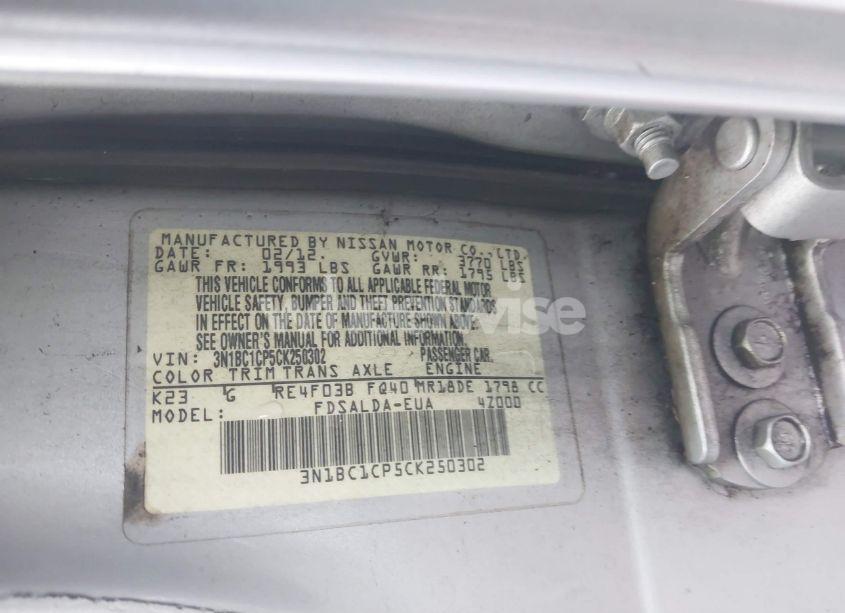 MANUFACTURED BY NISSAN MOTOR CO., LTD.
DATE: 02/12. GVWR: 3770 LBS
GAWR FR: 1993 LBS GAWR RR: 1795 LBS
THIS VEHICLE CONFORMS TO ALL APPLICABLE FEDERAL MOTOR
VEHICLE SAFETY, BUMPER AND THEFT PREVENTION STANDARDS
IN EFFECT ON THE DATE OF MANUFACTURE SHOWN ABOVE.
SEE OWNER'S MANUAL FOR ADDITIONAL INFORMATION.
VIN: 3N1BC1CP5CK250302 PASSENGER CAR.
COLOR TRIM TRANS AXLE ENGINE
K23 G RE4F03B FQ40 MR18DE 1798 CC
MODEL: FDSALDA-EUA 4Z000
3N1BC1CP5CK250302